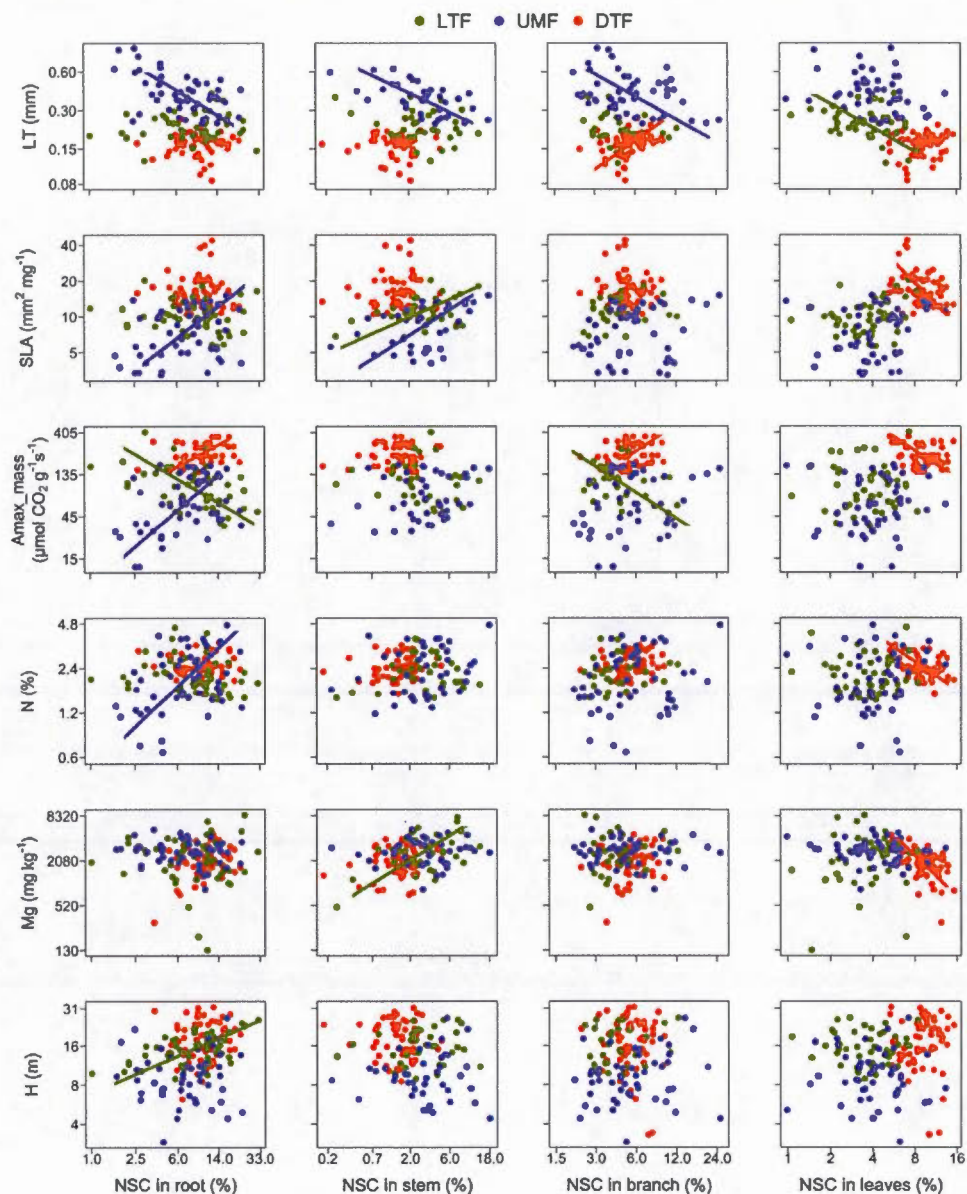 LTF UMF DTF
LT (mm)
0.60
0.30
0.15
0.08
SLA (mm² mg⁻¹)
40
20
10
5
Amax_mass
(μmol CO₂ g⁻¹s⁻¹)
405
135
45
15
N (%)
4.8
2.4
1.2
0.6
Mg (mg kg⁻¹)
8320
2080
520
130
H (m)
31
16
8
4
1.0 2.5 6.0 14.0 33.0
0.2 0.7 2.0 6.0 18.0
1.5 3.0 6.0 12.0 24.0
1 2 4 8 16
NSC in root (%)
NSC in stem (%)
NSC in branch (%)
NSC in leaves (%)